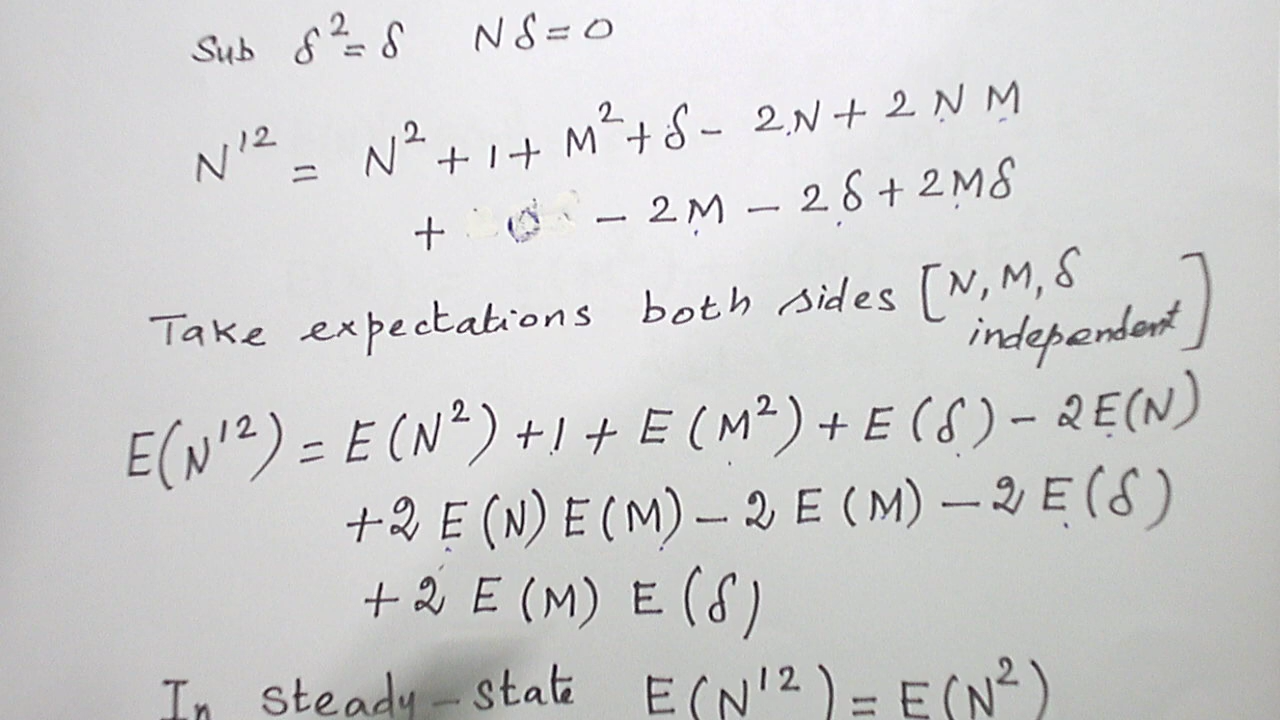 Sub δ²=δ Nδ=0
N'² = N² + 1 + M² + δ - 2N + 2NM
+ 0 - 2M - 2δ + 2Mδ
Take expectations both sides [N, M, δ
independent]
E(N'²) = E(N²) + 1 + E(M²) + E(δ) - 2E(N)
+2 E(N) E(M) - 2 E(M) - 2 E(δ)
+2 E(M) E(δ)
In steady-state E(N'²) = E(N²)